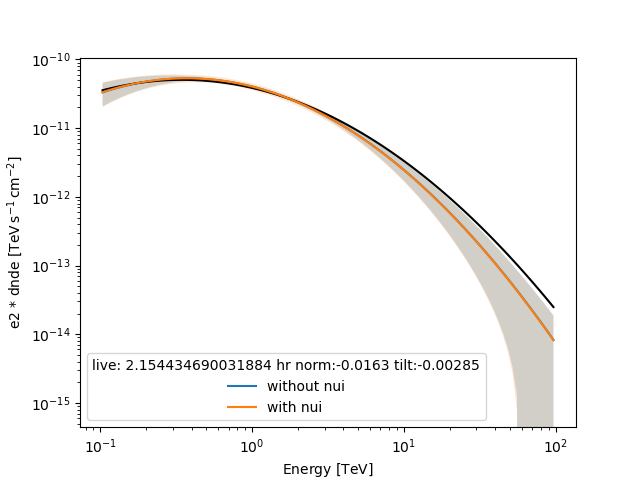 10⁻¹⁰
10⁻¹¹
10⁻¹²
10⁻¹³
10⁻¹⁴
10⁻¹⁵
e2 * dnde [TeV s⁻¹ cm⁻²]
live: 2.154434690031884 hr norm:-0.0163 tilt:-0.00285
without nui
with nui
10⁻¹ 10⁰ 10¹ 10²
Energy [TeV]